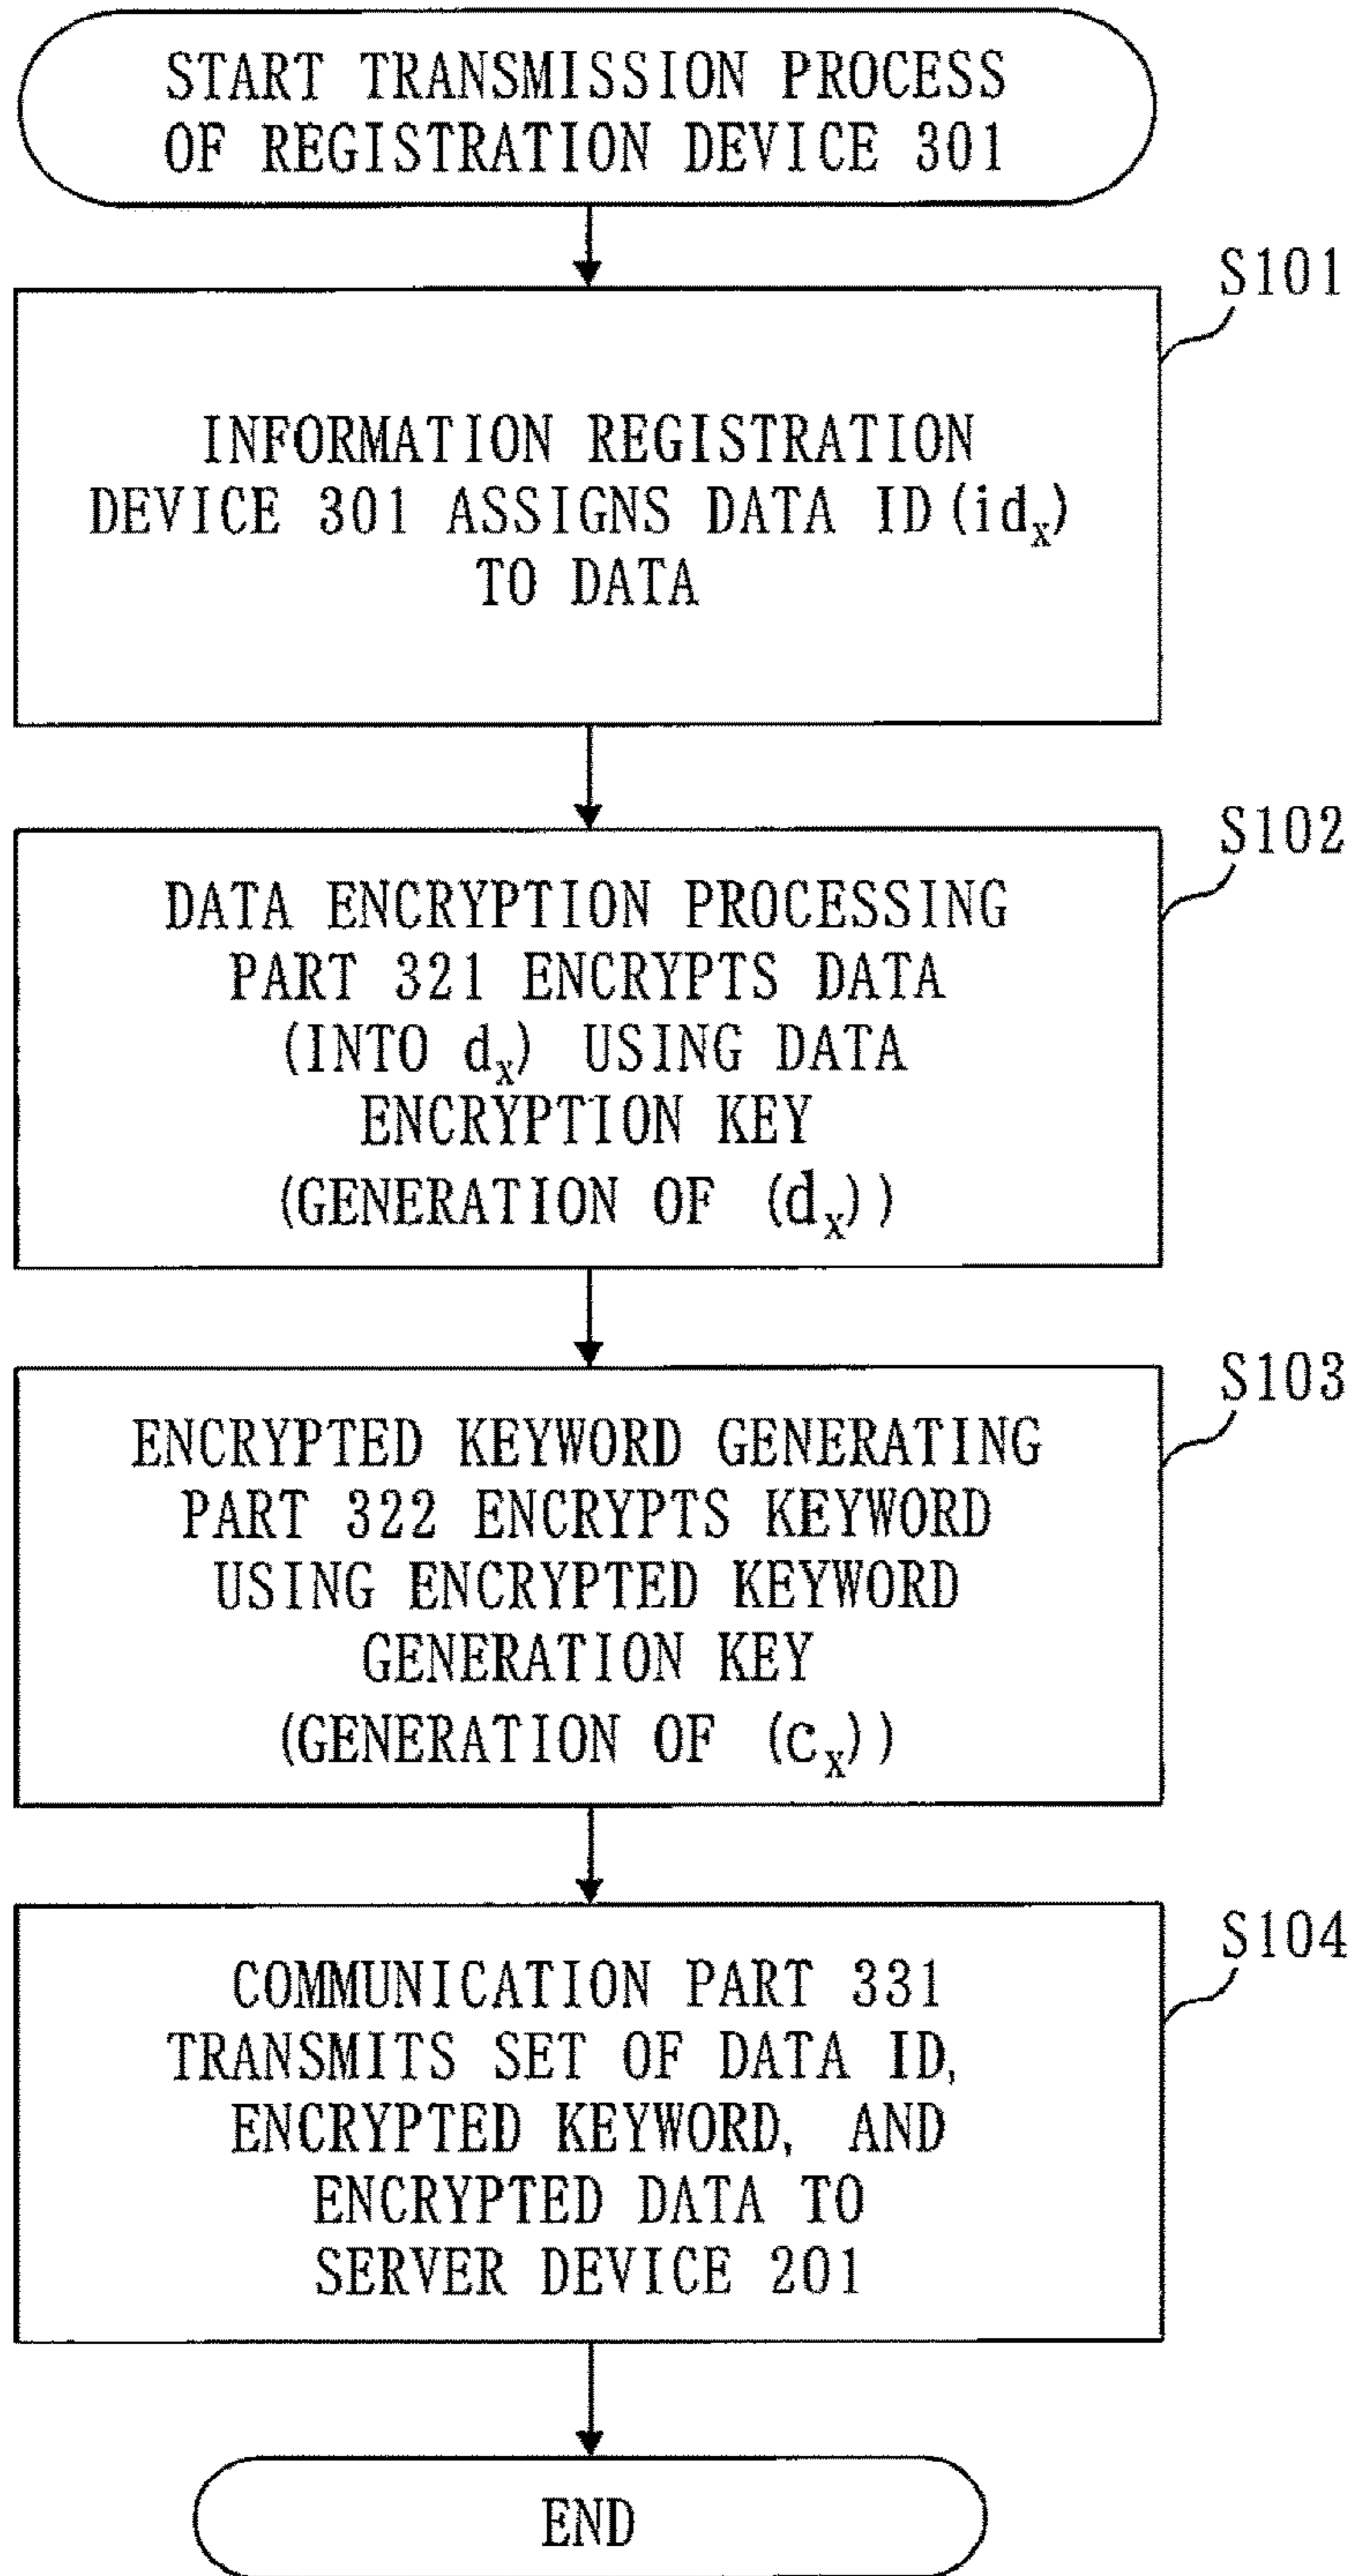 START TRANSMISSION PROCESS
OF REGISTRATION DEVICE 301
S101
INFORMATION REGISTRATION
DEVICE 301 ASSIGNS DATA ID (idₓ)
TO DATA
S102
DATA ENCRYPTION PROCESSING
PART 321 ENCRYPTS DATA
(INTO dₓ) USING DATA
ENCRYPTION KEY
(GENERATION OF (dₓ))
S103
ENCRYPTED KEYWORD GENERATING
PART 322 ENCRYPTS KEYWORD
USING ENCRYPTED KEYWORD
GENERATION KEY
(GENERATION OF (cₓ))
S104
COMMUNICATION PART 331
TRANSMITS SET OF DATA ID,
ENCRYPTED KEYWORD, AND
ENCRYPTED DATA TO
SERVER DEVICE 201
END